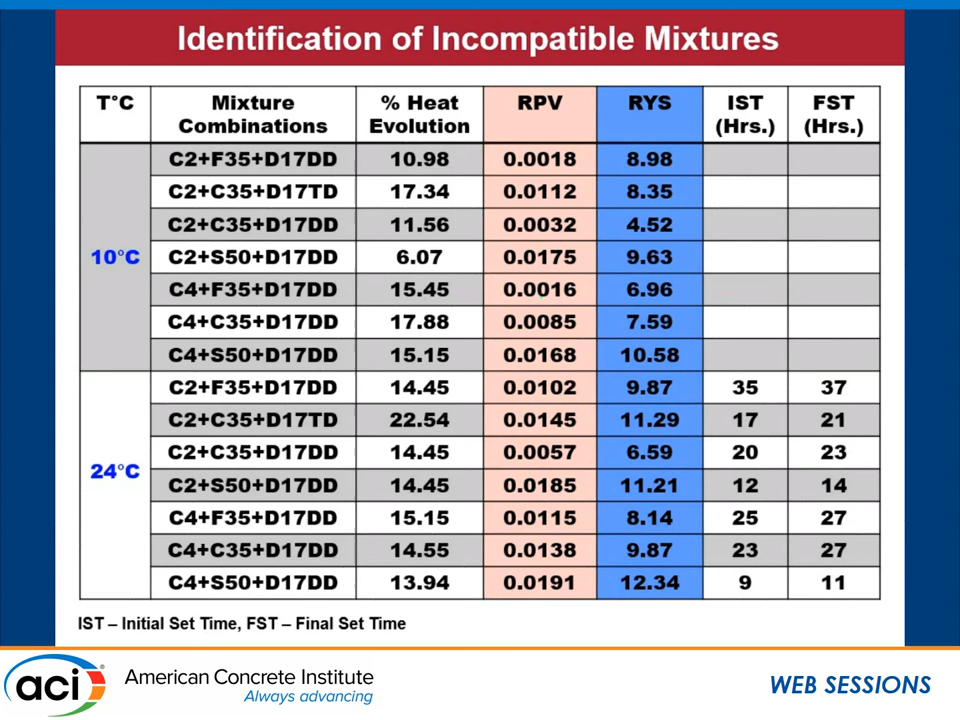 Identification of Incompatible Mixtures
T°C Mixture Combinations % Heat Evolution RPV RYS IST (Hrs.) FST (Hrs.)
10°C
C2+F35+D17DD 10.98 0.0018 8.98
C2+C35+D17TD 17.34 0.0112 8.35
C2+C35+D17DD 11.56 0.0032 4.52
C2+S50+D17DD 6.07 0.0175 9.63
C4+F35+D17DD 15.45 0.0016 6.96
C4+C35+D17DD 17.88 0.0085 7.59
C4+S50+D17DD 15.15 0.0168 10.58
24°C
C2+F35+D17DD 14.45 0.0102 9.87 35 37
C2+C35+D17TD 22.54 0.0145 11.29 17 21
C2+C35+D17DD 14.45 0.0057 6.59 20 23
C2+S50+D17DD 14.45 0.0185 11.21 12 14
C4+F35+D17DD 15.15 0.0115 8.14 25 27
C4+C35+D17DD 14.55 0.0138 9.87 23 27
C4+S50+D17DD 13.94 0.0191 12.34 9 11
IST – Initial Set Time, FST – Final Set Time
aci® American Concrete Institute
Always advancing
WEB SESSIONS